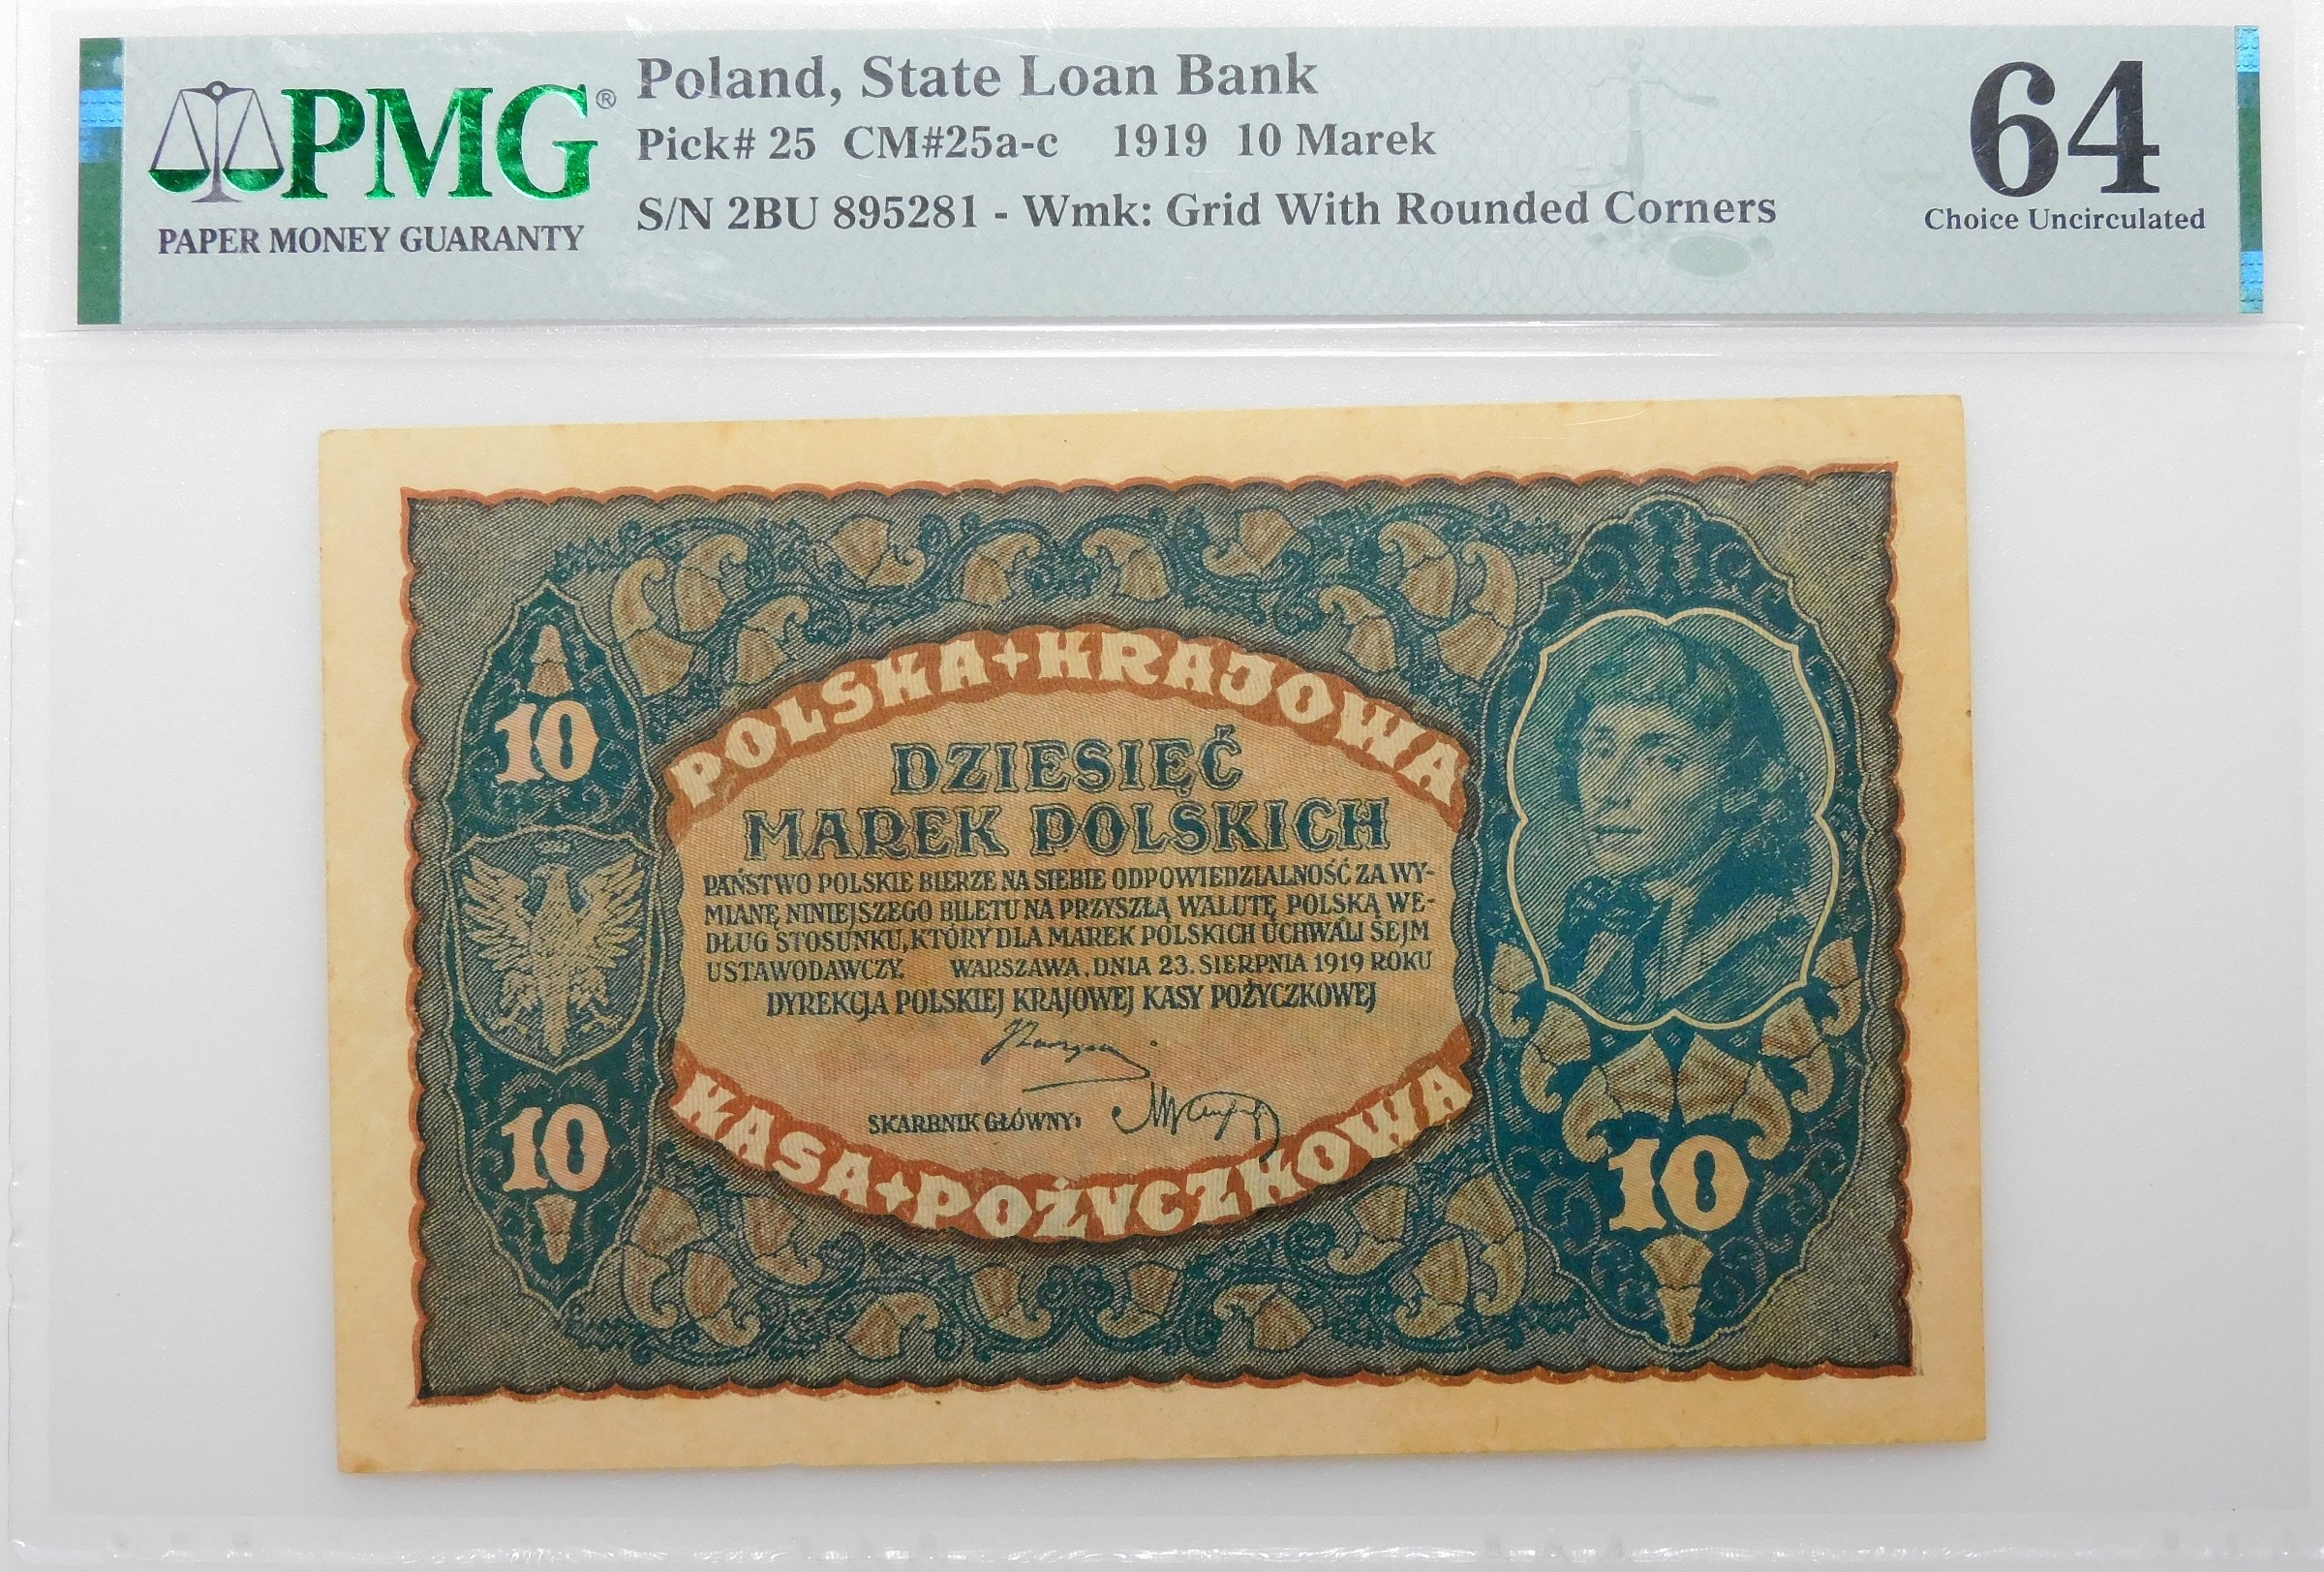 PMG®
PAPER MONEY GUARANTY
Poland, State Loan Bank
Pick# 25 CM#25a-c 1919 10 Marek
S/N 2BU 895281 - Wmk: Grid With Rounded Corners
64
Choice Uncirculated
POLSKA+KRAJOWA
10
DZIESIĘĆ
MAREK POLSKICH
PAŃSTWO POLSKIE BIERZE NA SIEBIE ODPOWIEDZIALNOŚĆ ZA WY-
MIANĘ NINIEJSZEGO BILETU NA PRZYSZŁĄ WALUTĘ POLSKĄ WE-
DŁUG STOSUNKU, KTÓRY DLA MAREK POLSKICH UCHWALI SEJM
USTAWODAWCZY. WARSZAWA, DNIA 23. SIERPNIA 1919 ROKU
DYREKCJA POLSKIEJ KRAJOWEJ KASY POŻYCZKOWEJ
SKARBNIK GŁÓWNY:
10
10
KASA+POŻYCZKOWA